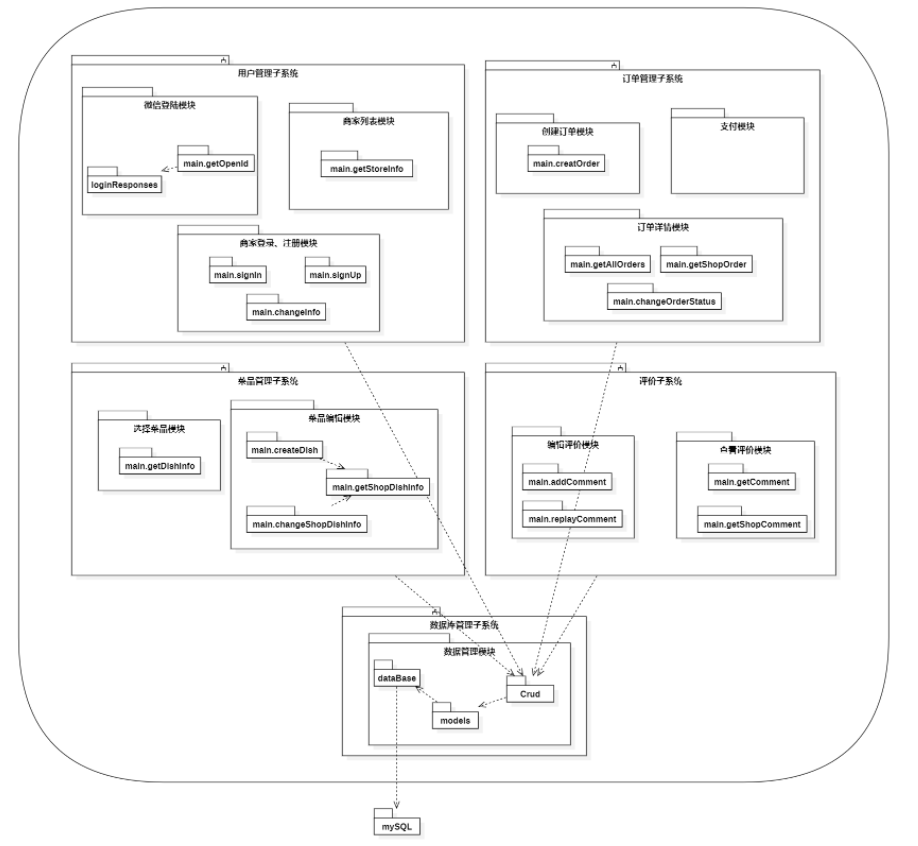 用户管理子系统
微信登陆模块
main.getOpenId
loginResponses
商家列表模块
main.getStoreInfo
商家登录、注册模块
main.signIn
main.signUp
main.changeInfo
订单管理子系统
创建订单模块
main.creatOrder
支付模块
订单详情模块
main.getAllOrders
main.getShopOrder
main.changeOrderStatus
菜品管理子系统
选择菜品模块
main.getDishInfo
菜品编辑模块
main.createDish
main.getShopDishInfo
main.changeShopDishInfo
评价子系统
编辑评价模块
main.addComment
main.replayComment
查看评价模块
main.getComment
main.getShopComment
数据库管理子系统
数据管理模块
dataBase
Crud
models
mySQL